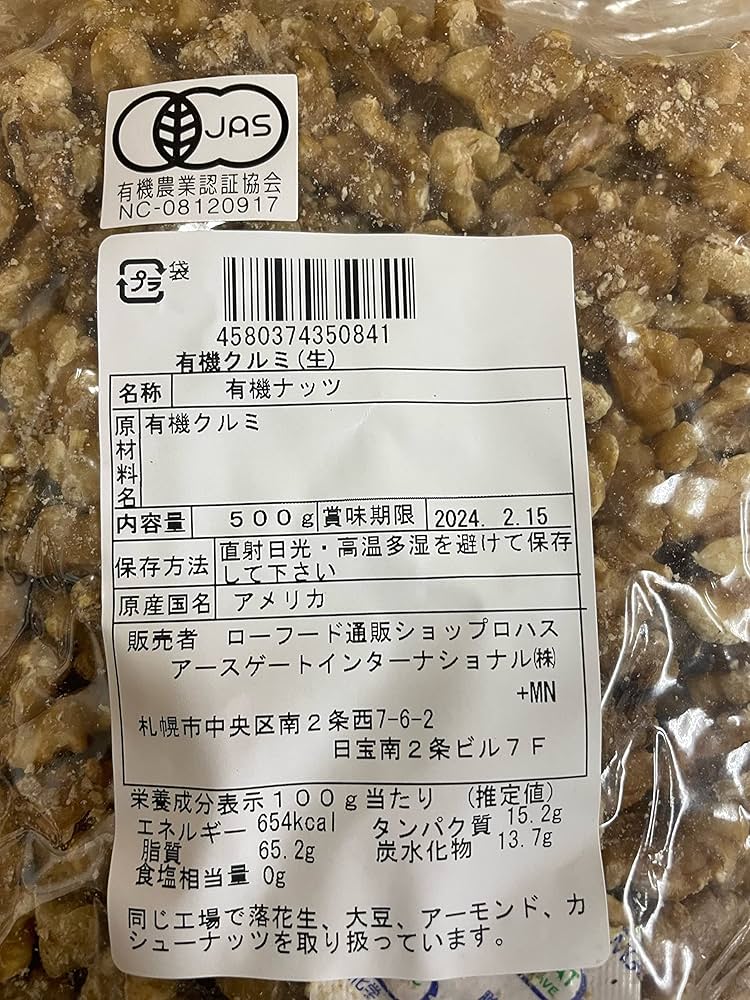 JAS
有機農業認証協会
NC-08120917
プラ 袋
4580374350841
有機クルミ(生)
名称 有機ナッツ
原材料名 有機クルミ
内容量 500g 賞味期限 2024. 2.15
保存方法 直射日光・高温多湿を避けて保存
して下さい
原産国名 アメリカ
販売者 ローフード通販ショップロハス
アースゲートインターナショナル㈱
+MN
札幌市中央区南2条西7-6-2
日宝南2条ビル7F
栄養成分表示100g当たり (推定値)
エネルギー 654kcal タンパク質 15.2g
脂質 65.2g 炭水化物 13.7g
食塩相当量 0g
同じ工場で落花生、大豆、アーモンド、カ
シューナッツを取り扱っています。